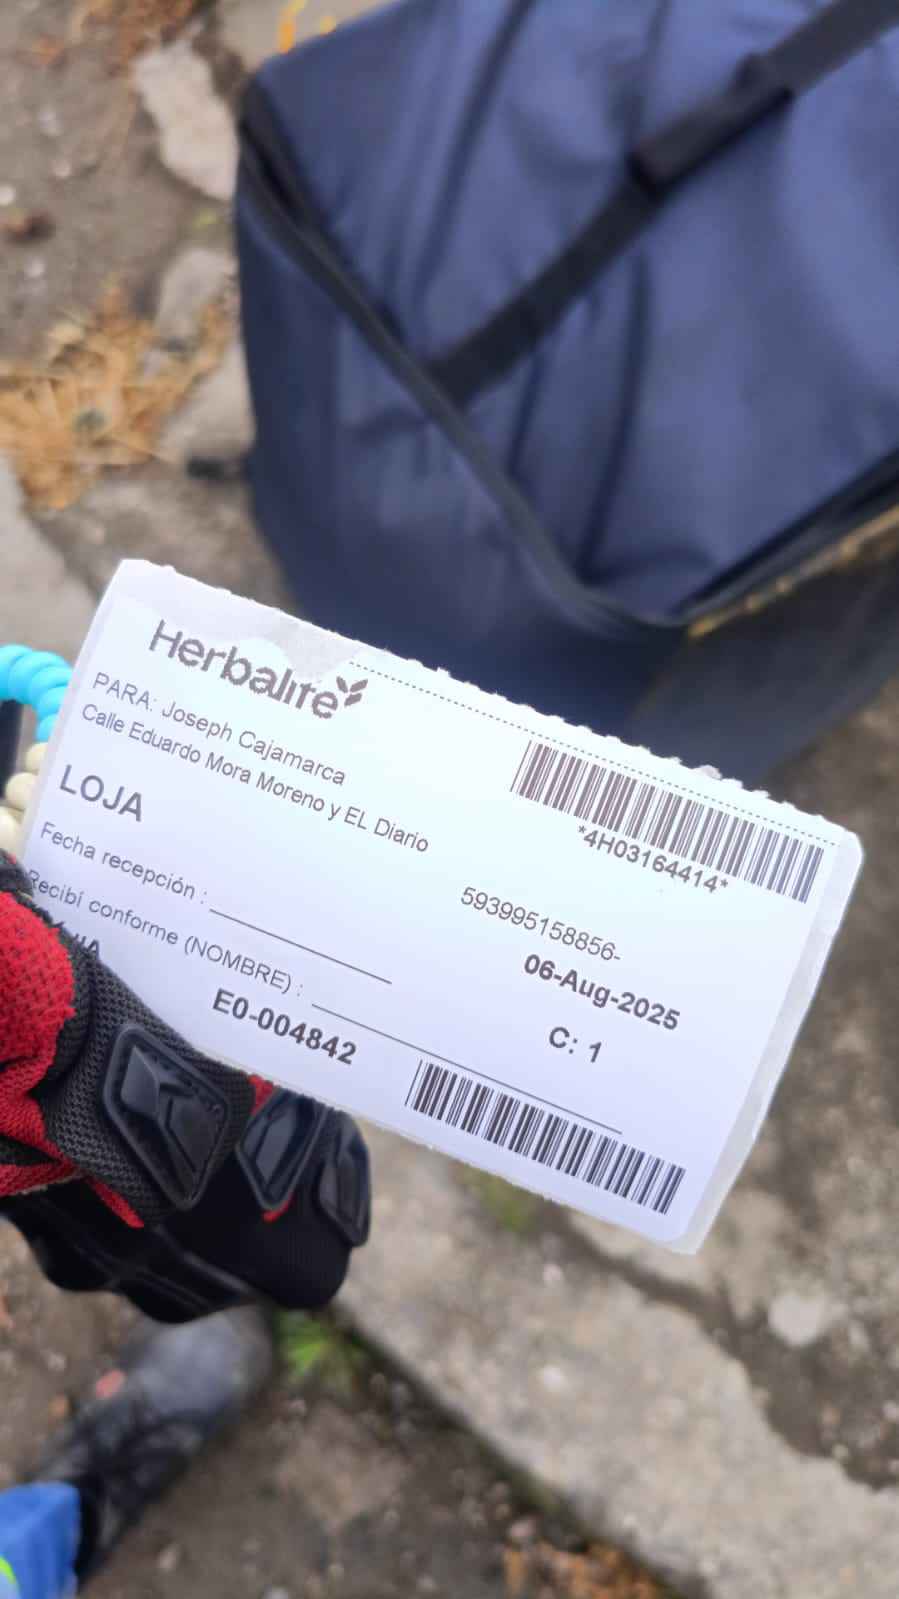 Herbalife
PARA: Joseph Cajamarca
Calle Eduardo Mora Moreno y EL Diario
LOJA
*4H03164414*
593995158856-
Fecha recepción :
06-Aug-2025
Recibí conforme (NOMBRE) :
C: 1
E0-004842